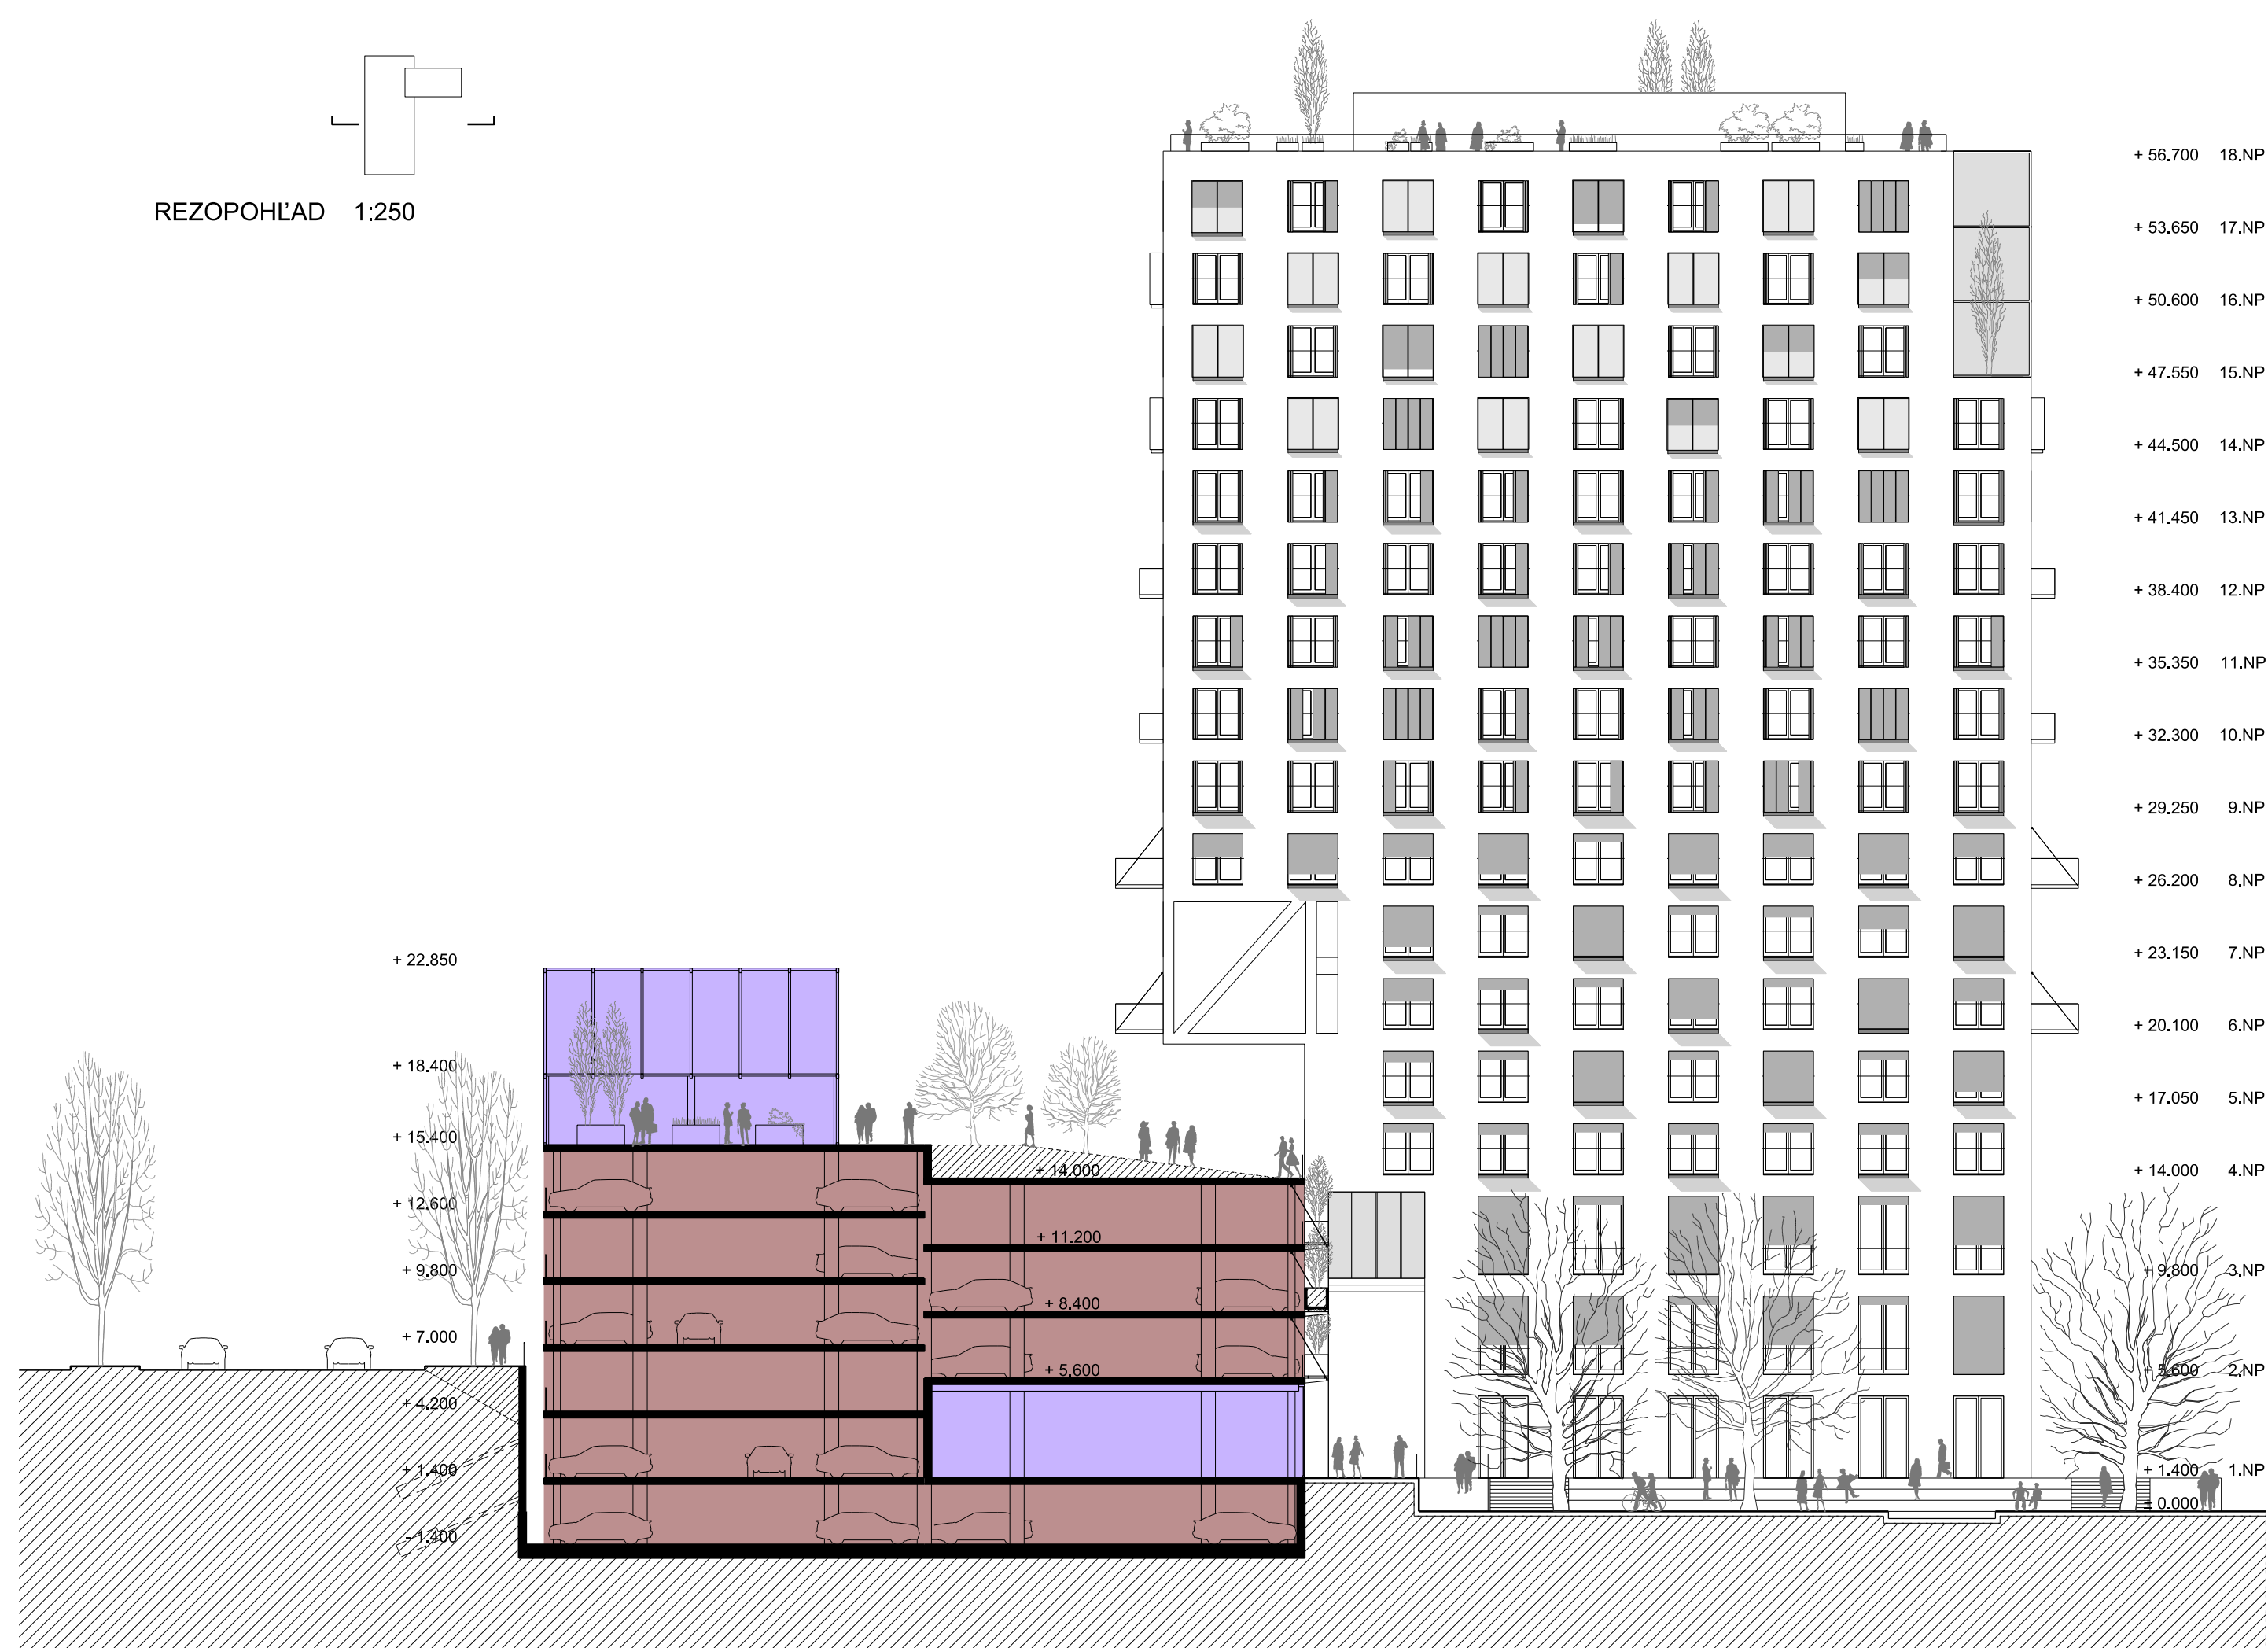 REZOPOHĽAD 1:250
+ 56.700 18.NP
+ 53.650 17.NP
+ 50.600 16.NP
+ 47.550 15.NP
+ 44.500 14.NP
+ 41.450 13.NP
+ 38.400 12.NP
+ 35.350 11.NP
+ 32.300 10.NP
+ 29.250 9.NP
+ 26.200 8.NP
+ 23.150 7.NP
+ 20.100 6.NP
+ 17.050 5.NP
+ 14.000 4.NP
+ 9.800 3.NP
+ 5.600 2.NP
+ 1.400 1.NP
± 0.000
+ 22.850
+ 18.400
+ 15.400
+ 12.600
+ 9.800
+ 7.000
+ 4.200
+ 1.400
- 1.400
+ 14.000
+ 11.200
+ 8.400
+ 5.600